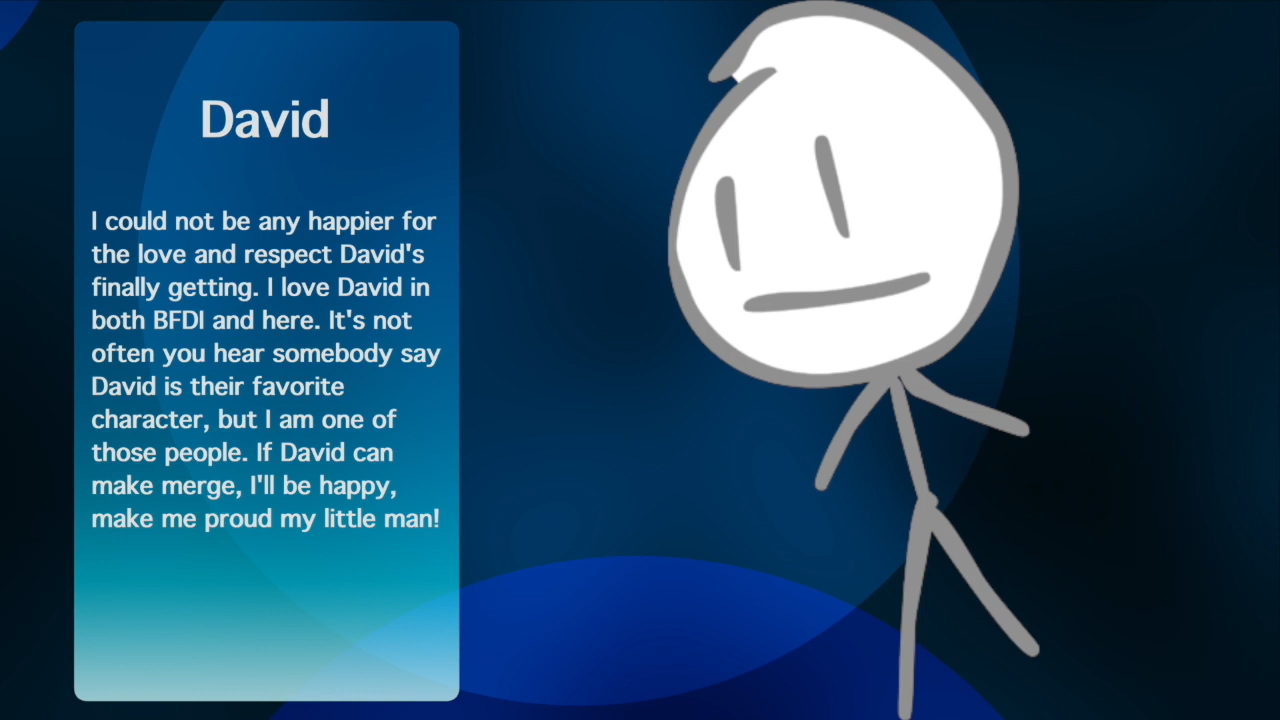 David
I could not be any happier for
the love and respect David's
finally getting. I love David in
both BFDI and here. It's not
often you hear somebody say
David is their favorite
character, but I am one of
those people. If David can
make merge, I'll be happy,
make me proud my little man!